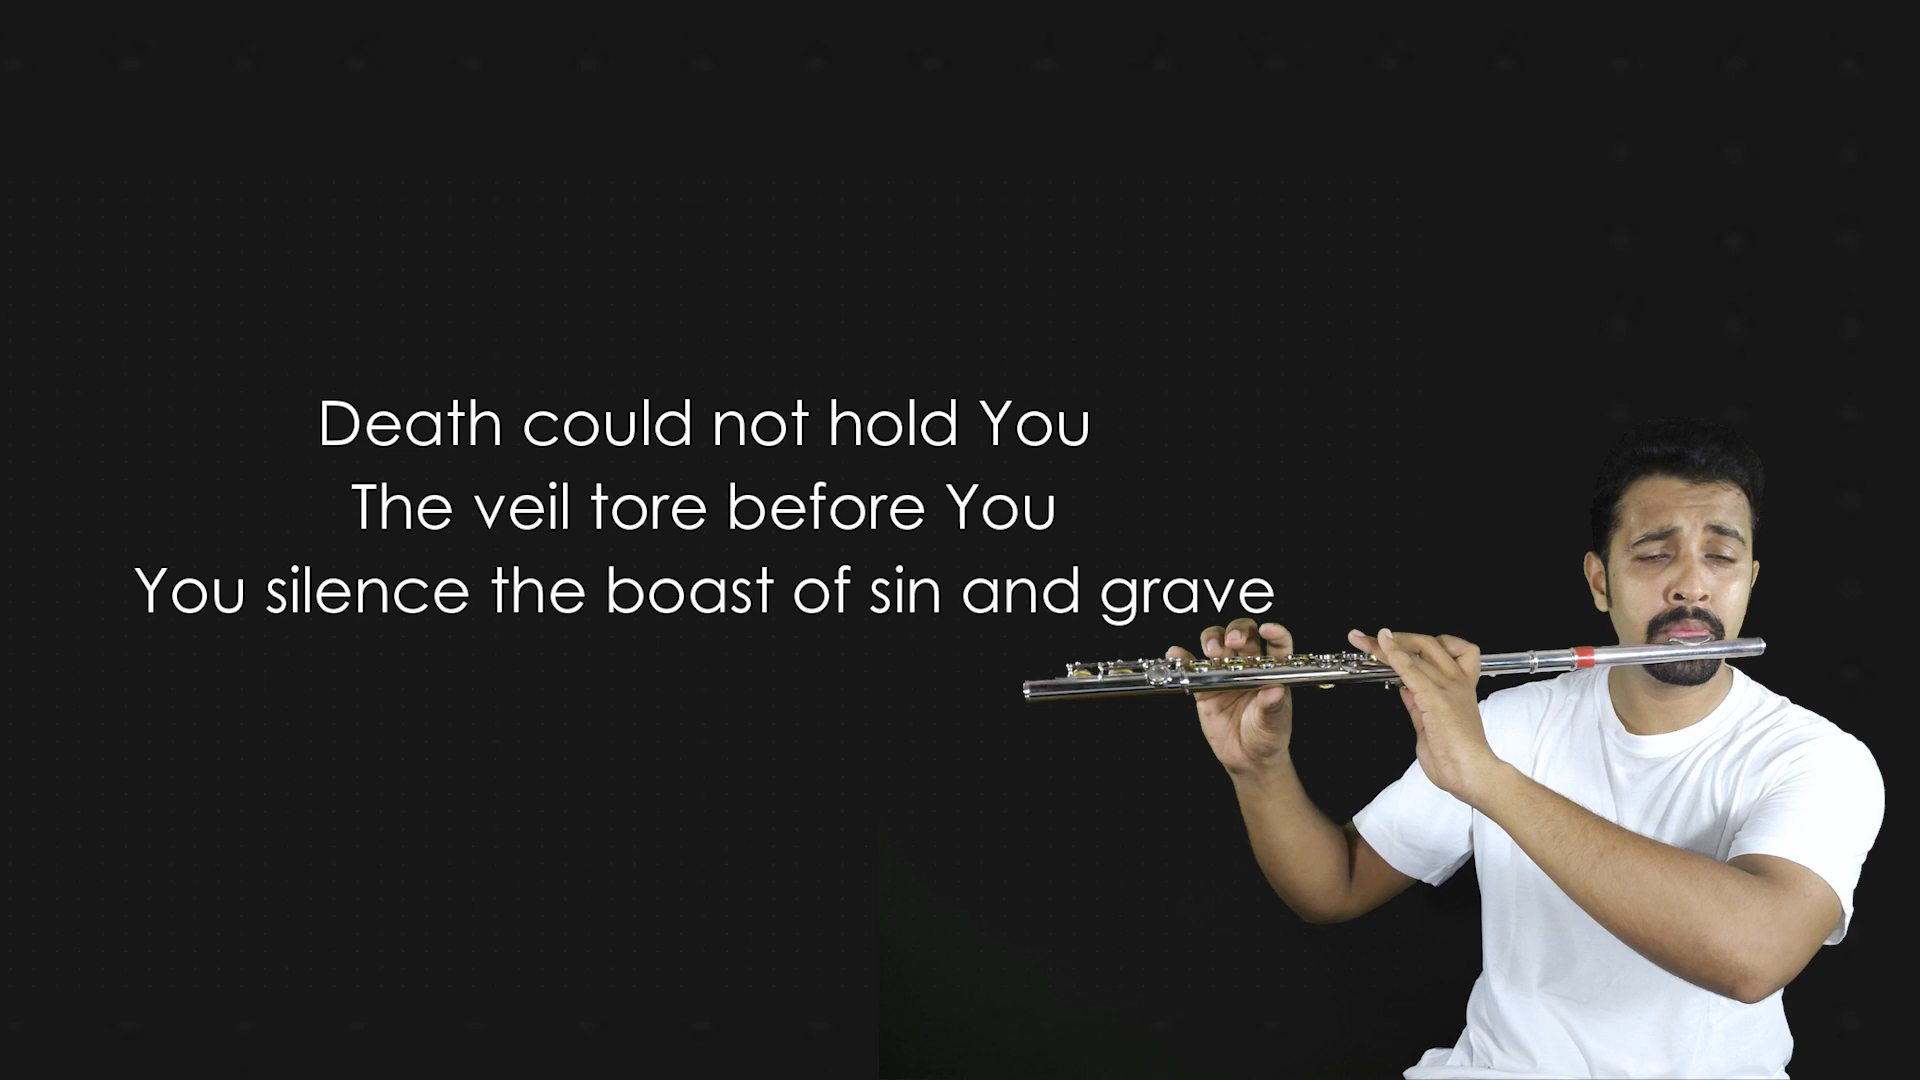 Death could not hold You
The veil tore before You
You silence the boast of sin and grave